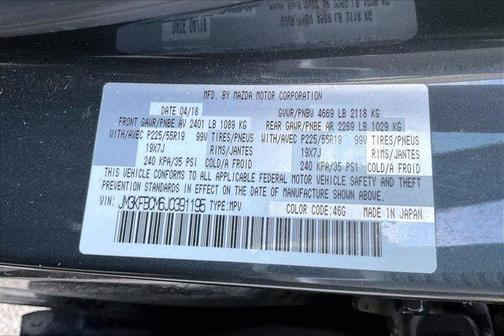 MFD. BY MAZDA MOTOR CORPORATION
DATE 04/18 GVWR/PNBV 4669 LB 2118 KG
FRONT GAWR/PNBE AV 2401 LB 1089 KG REAR GAWR/PNBE AR 2269 LB 1029 KG
WITH/AVEC P225/55R19 99V TIRES/PNEUS WITH/AVEC P225/55R19 99V TIRES/PNEUS
19X7J RIMS/JANTES 19X7J RIMS/JANTES
240 KPA/35 PSI COLD/A FROID 240 KPA/35 PSI COLD/A FROID
THIS VEHICLE CONFORMS TO ALL APPLICABLE FEDERAL MOTOR VEHICLE SAFETY, BUMPER,
AND THEFT PREVENTION STANDARDS IN EFFECT ON THE DATE OF MANUFACTURE SHOWN ABOVE.
VIN: JM3KFBCM6J0391195 TYPE:MPV COLOR CODE:46G MADE IN JAPAN